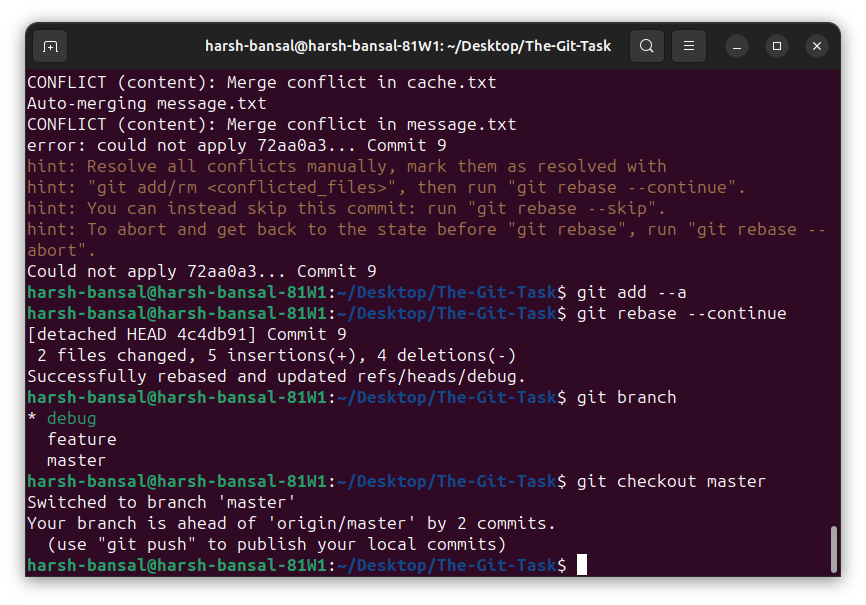 harsh-bansal@harsh-bansal-81W1: ~/Desktop/The-Git-Task
CONFLICT (content): Merge conflict in cache.txt
Auto-merging message.txt
CONFLICT (content): Merge conflict in message.txt
error: could not apply 72aa0a3... Commit 9
hint: Resolve all conflicts manually, mark them as resolved with
hint: "git add/rm <conflicted_files>", then run "git rebase --continue".
hint: You can instead skip this commit: run "git rebase --skip".
hint: To abort and get back to the state before "git rebase", run "git rebase --
abort".
Could not apply 72aa0a3... Commit 9
harsh-bansal@harsh-bansal-81W1:~/Desktop/The-Git-Task$ git add --a
harsh-bansal@harsh-bansal-81W1:~/Desktop/The-Git-Task$ git rebase --continue
[detached HEAD 4c4db91] Commit 9
 2 files changed, 5 insertions(+), 4 deletions(-)
Successfully rebased and updated refs/heads/debug.
harsh-bansal@harsh-bansal-81W1:~/Desktop/The-Git-Task$ git branch
* debug
  feature
  master
harsh-bansal@harsh-bansal-81W1:~/Desktop/The-Git-Task$ git checkout master
Switched to branch 'master'
Your branch is ahead of 'origin/master' by 2 commits.
  (use "git push" to publish your local commits)
harsh-bansal@harsh-bansal-81W1:~/Desktop/The-Git-Task$